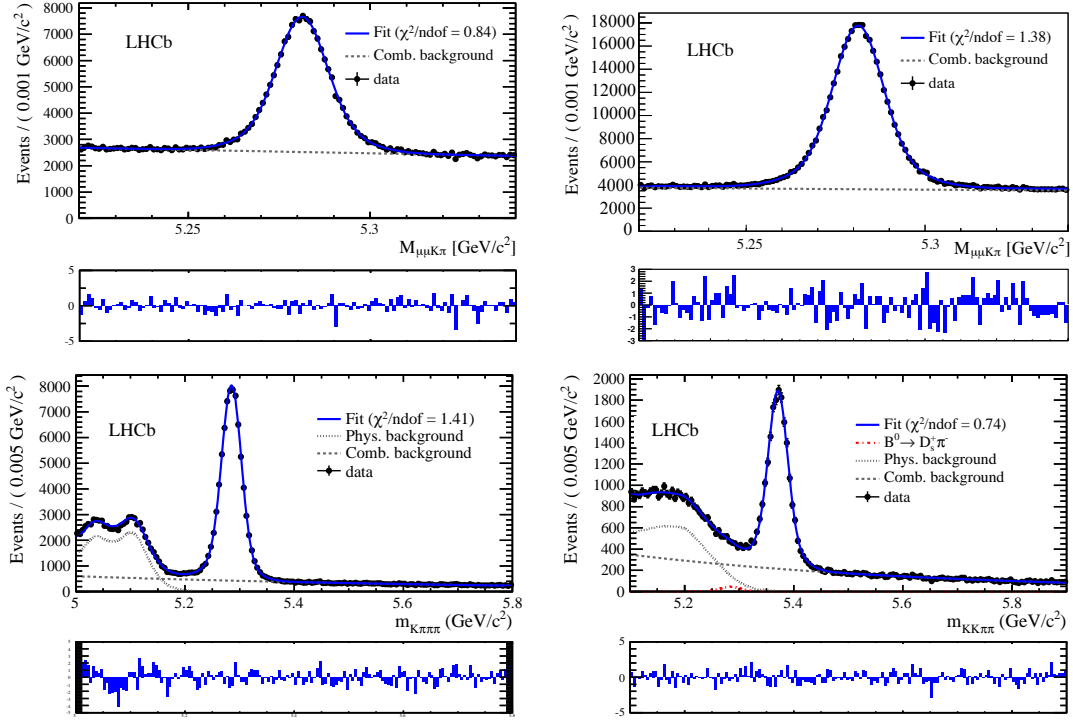 Events / ( 0.001 GeV/c²)
8000
7000
6000
5000
4000
3000
2000
1000
0
LHCb
Fit (χ²/ndof = 0.84)
Comb. background
data
5.25
5.3
M_μμKπ [GeV/c²]
5
0
-5
Events / ( 0.001 GeV/c²)
18000
16000
14000
12000
10000
8000
6000
4000
2000
0
LHCb
Fit (χ²/ndof = 1.38)
Comb. background
data
5.25
5.3
M_μμKπ [GeV/c²]
3
2
1
0
-1
-2
-3
Events / ( 0.005 GeV/c²)
8000
7000
6000
5000
4000
3000
2000
1000
0
LHCb
Fit (χ²/ndof = 1.41)
Phys. background
Comb. background
data
5
5.2
5.4
5.6
5.8
m_Kπππ (GeV/c²)
Events / ( 0.005 GeV/c²)
2000
1800
1600
1400
1200
1000
800
600
400
200
0
LHCb
Fit (χ²/ndof = 0.74)
B⁰→ D_s⁺π⁻
Phys. background
Comb. background
data
5.2
5.4
5.6
5.8
m_KKππ (GeV/c²)
5
0
-5